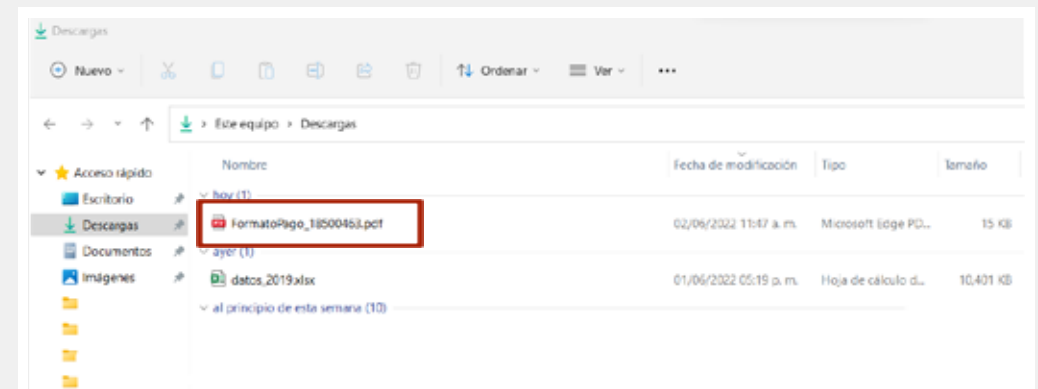 Descargas
Nuevo
Ordenar
Ver
Este equipo > Descargas
Nombre
Fecha de modificación
Tipo
Tamaño
Acceso rápido
Escritorio
Descargas
Documentos
Imágenes
hoy (1)
FormatoPago_18500463.pdf
02/06/2022 11:47 a. m.
Microsoft Edge PD...
15 KB
ayer (1)
datos_2019.xlsx
01/06/2022 05:19 p. m.
Hoja de cálculo d...
10,401 KB
al principio de esta semana (10)